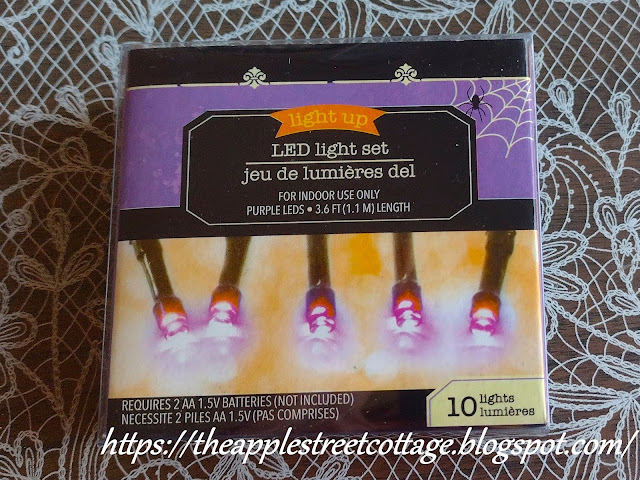 light up
LED light set
jeu de lumières del
FOR INDOOR USE ONLY
PURPLE LEDS • 3.6 FT (1.1 M) LENGTH
REQUIRES 2 AA 1.5V BATTERIES (NOT INCLUDED)
NÉCESSITE 2 PILES AA 1.5V (PAS COMPRISES)
10 lights
lumières
https://theapplestreetcottage.blogspot.com/